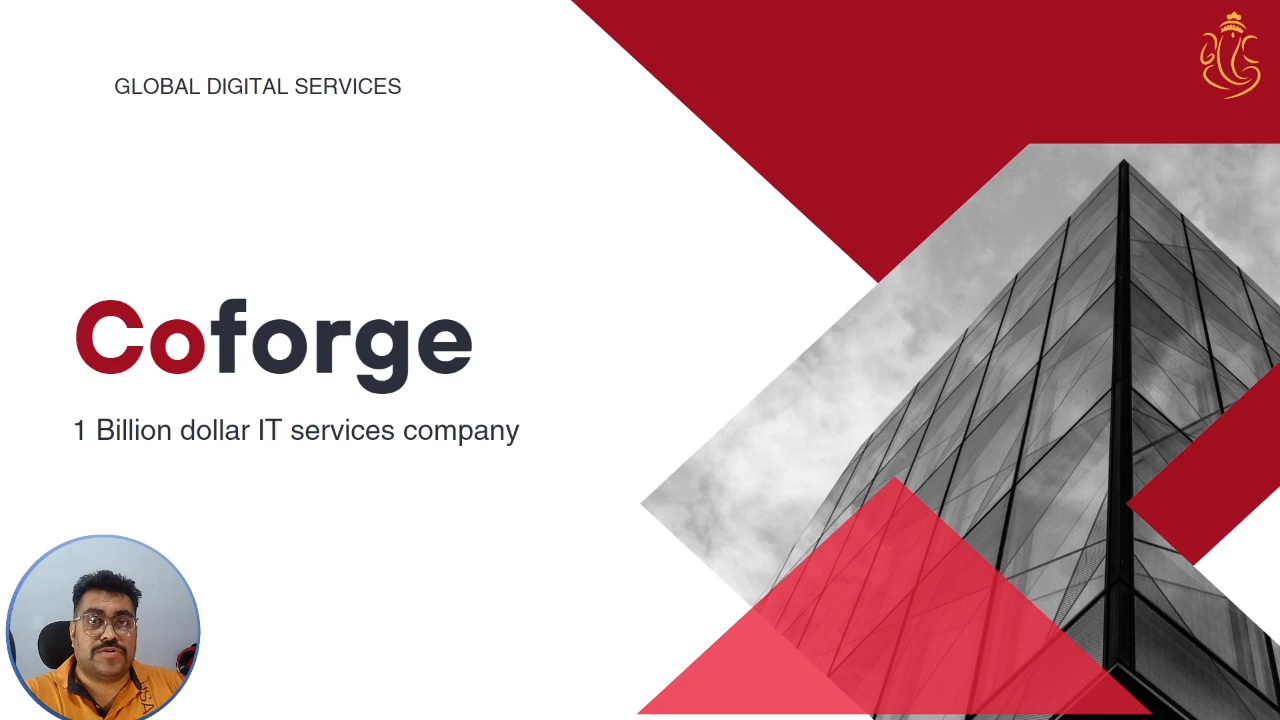 GLOBAL DIGITAL SERVICES
Coforge
1 Billion dollar IT services company